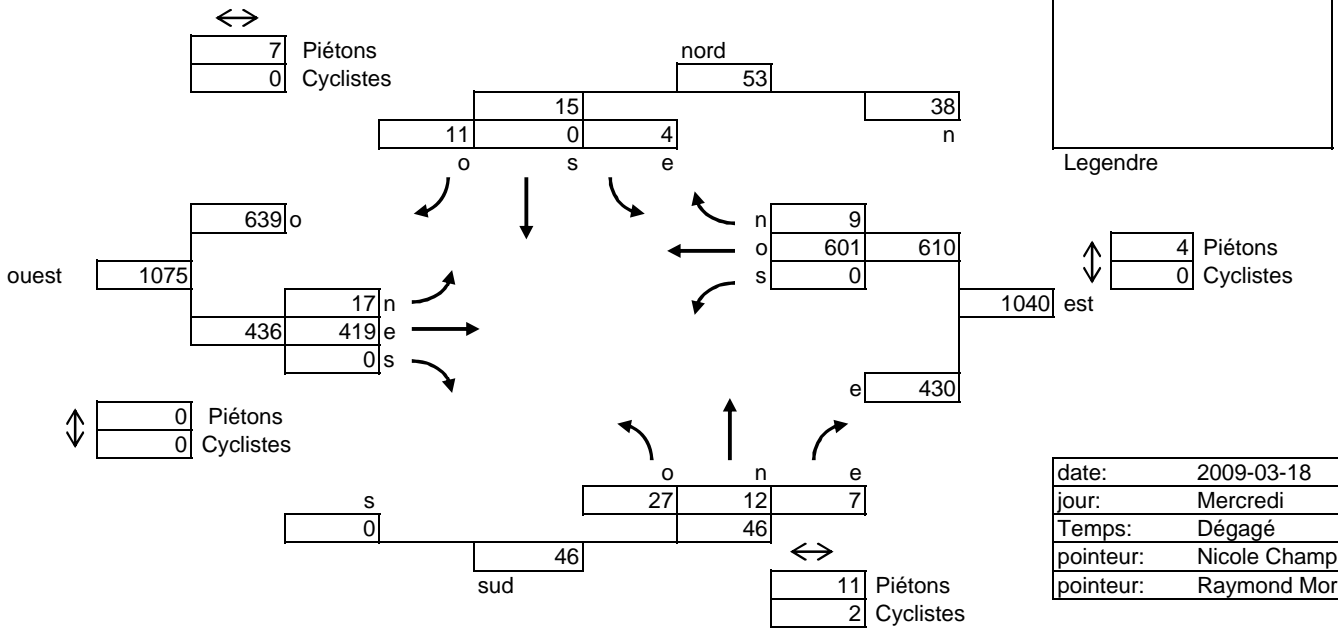 7 Piétons
0 Cyclistes
nord
53
15 38
11 0 4 n
o s e
Legendre
639 o
n 9
o 601 610
s 0
4 Piétons
0 Cyclistes
ouest 1075
17 n
436 419 e
0 s
1040 est
e 430
0 Piétons
0 Cyclistes
o n e
27 12 7
46
s
0
46
sud
11 Piétons
2 Cyclistes
date: 2009-03-18
jour: Mercredi
Temps: Dégagé
pointeur: Nicole Champ
pointeur: Raymond Mor